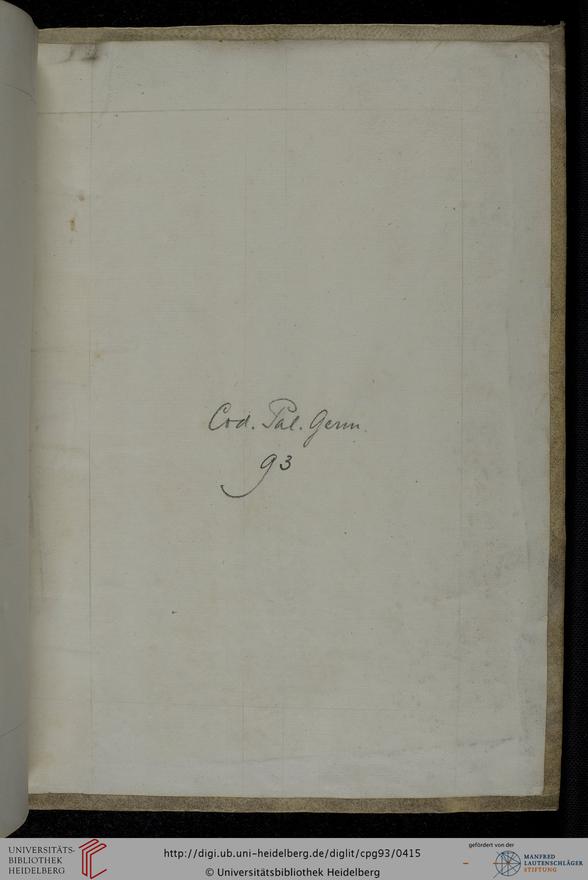 Cod. Pal. Germ.
93
UNIVERSITÄTS-
BIBLIOTHEK
HEIDELBERG
http://digi.ub.uni-heidelberg.de/diglit/cpg93/0415
© Universitätsbibliothek Heidelberg
gefördert von der
MANFRED
LAUTENSCHLÄGER
STIFTUNG